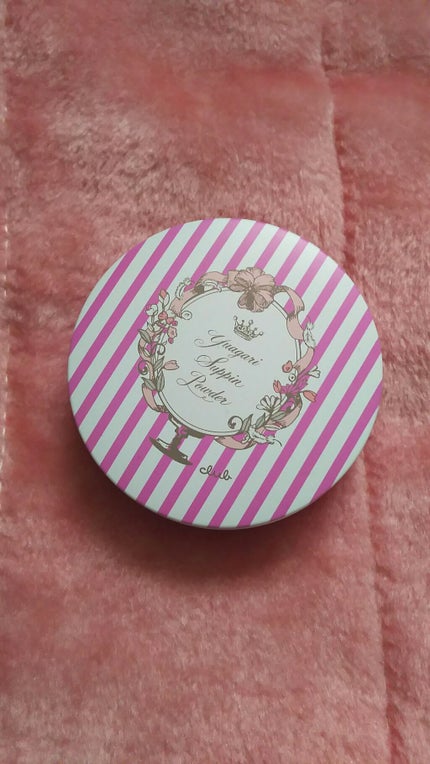 Yuagari
Suppin
Powder
club